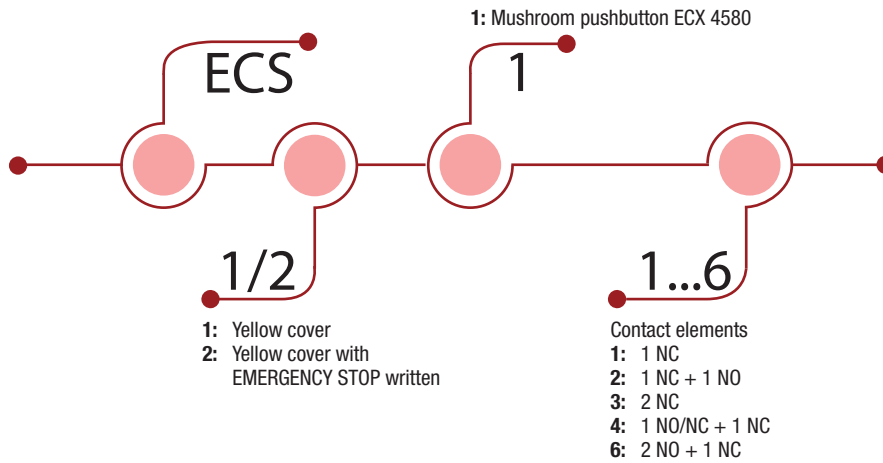 1: Mushroom pushbutton ECX 4580
ECS
1
1/2
1...6
1: Yellow cover
2: Yellow cover with
EMERGENCY STOP written
Contact elements
1: 1 NC
2: 1 NC + 1 NO
3: 2 NC
4: 1 NO/NC + 1 NC
6: 2 NO + 1 NC